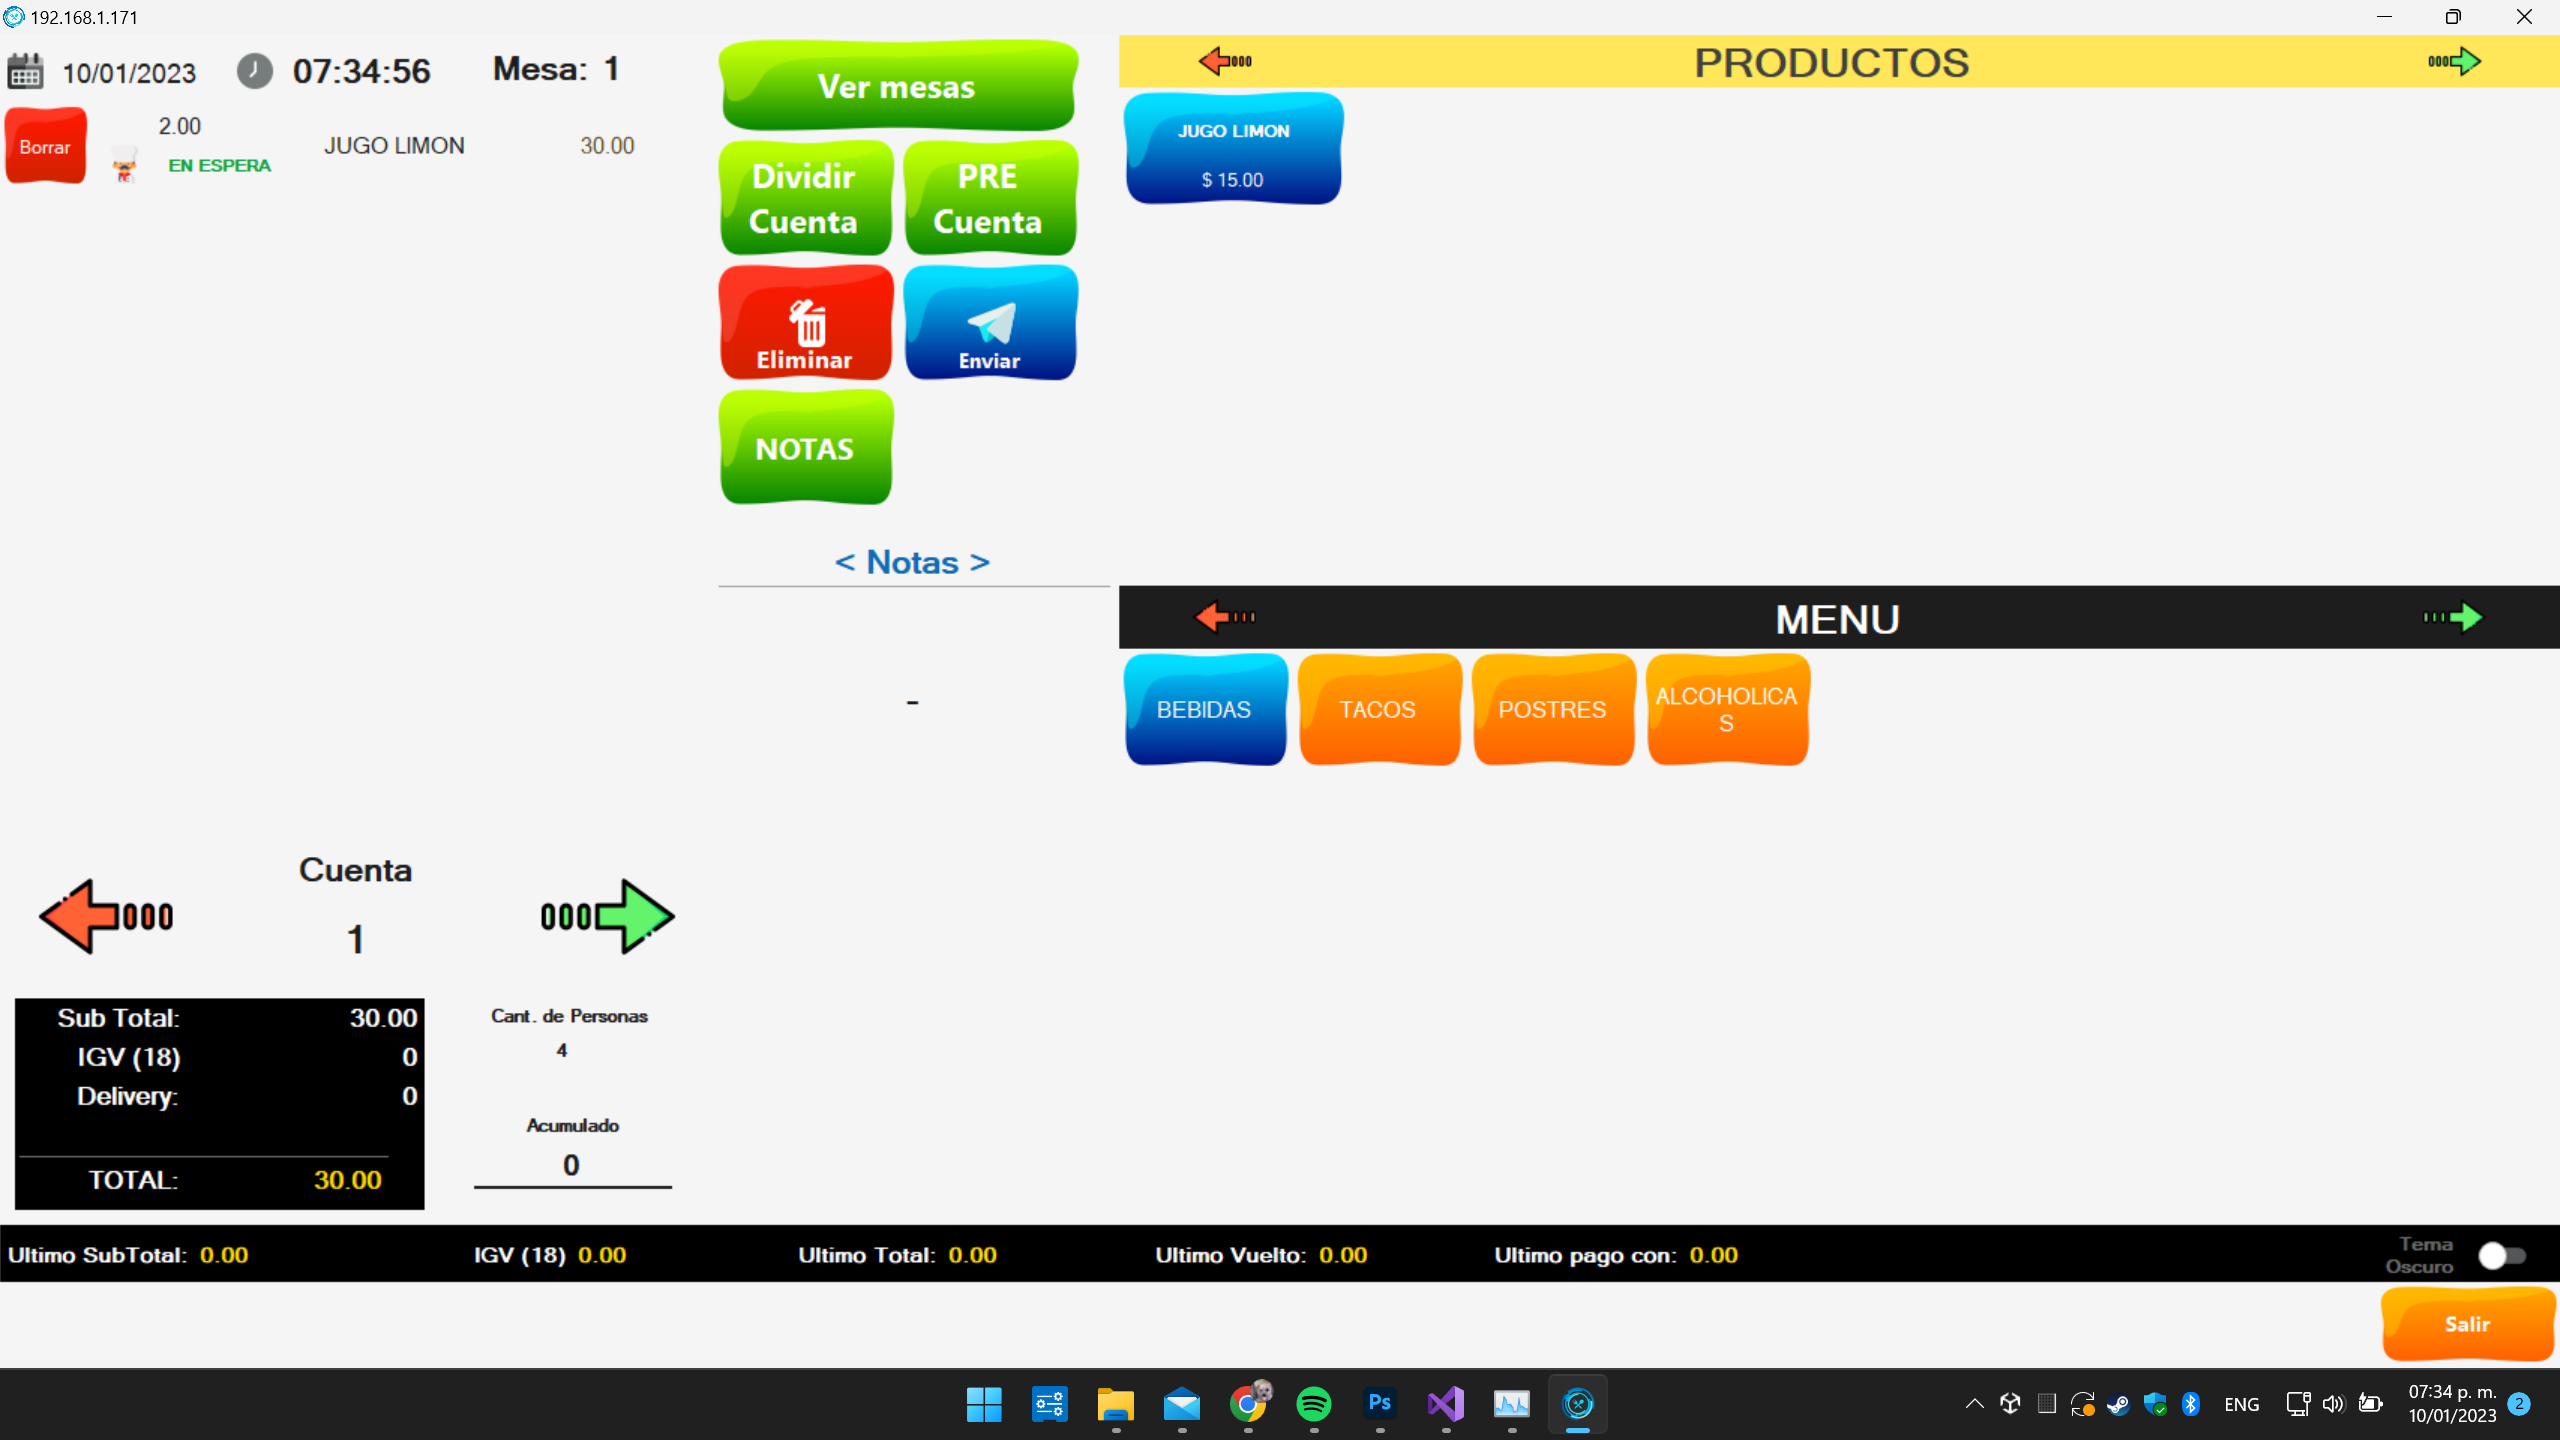 192.168.1.171
10/01/2023
07:34:56
Mesa: 1
Borrar
2.00
EN ESPERA
JUGO LIMON
30.00
Ver mesas
Dividir
Cuenta
PRE
Cuenta
Eliminar
Enviar
NOTAS
< Notas >
-
PRODUCTOS
JUGO LIMON
$ 15.00
MENU
BEBIDAS
TACOS
POSTRES
ALCOHOLICA
S
Cuenta
1
Sub Total: 30.00
IGV (18) 0
Delivery: 0
TOTAL: 30.00
Cant. de Personas
4
Acumulado
0
Ultimo SubTotal: 0.00
IGV (18) 0.00
Ultimo Total: 0.00
Ultimo Vuelto: 0.00
Ultimo pago con: 0.00
Tema
Oscuro
Salir
Ps
ENG
07:34 p. m.
10/01/2023
2